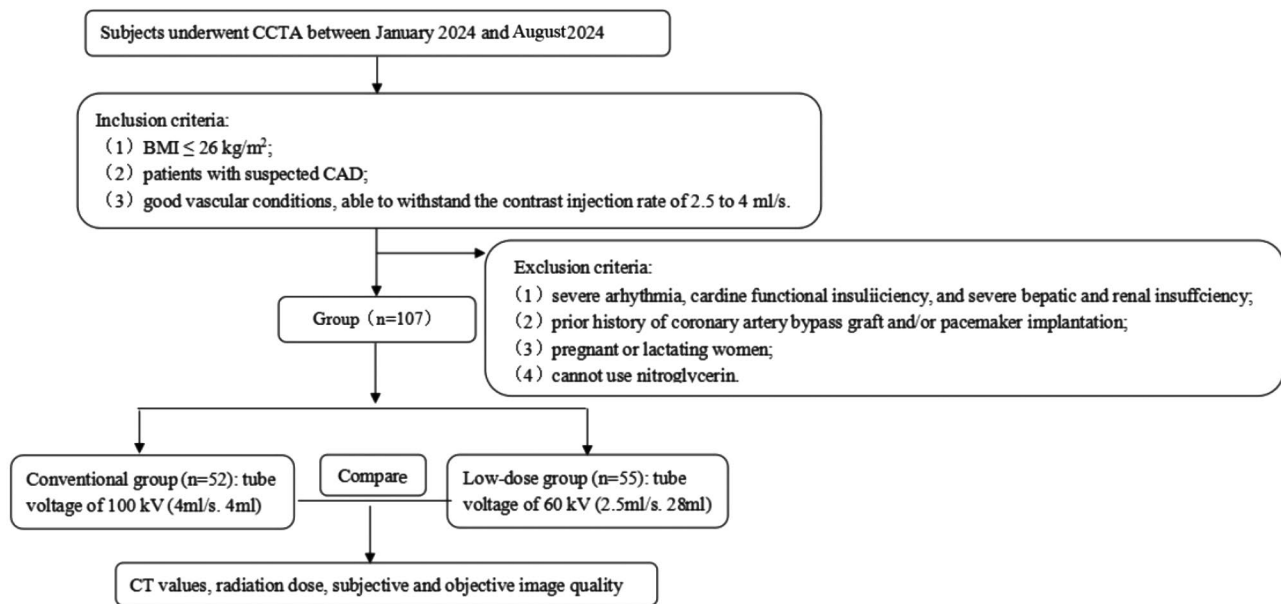 Subjects underwent CCTA between January 2024 and August2024
Inclusion criteria:
（1）BMI ≤ 26 kg/m²;
（2）patients with suspected CAD;
（3）good vascular conditions, able to withstand the contrast injection rate of 2.5 to 4 ml/s.
Exclusion criteria:
（1）severe arhythmia, cardine functional insuliiciency, and severe bepatic and renal insuffciency;
（2）prior history of coronary artery bypass graft and/or pacemaker implantation;
（3）pregnant or lactating women;
（4）cannot use nitroglycerin.
Group（n=107）
Conventional group (n=52): tube
voltage of 100 kV (4ml/s. 4ml)
Compare
Low-dose group (n=55): tube
voltage of 60 kV (2.5ml/s. 28ml)
CT values, radiation dose, subjective and objective image quality